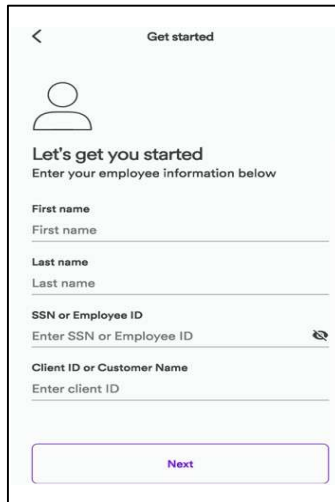 Get started
Let's get you started
Enter your employee information below
First name
First name
Last name
Last name
SSN or Employee ID
Enter SSN or Employee ID
Client ID or Customer Name
Enter client ID
Next